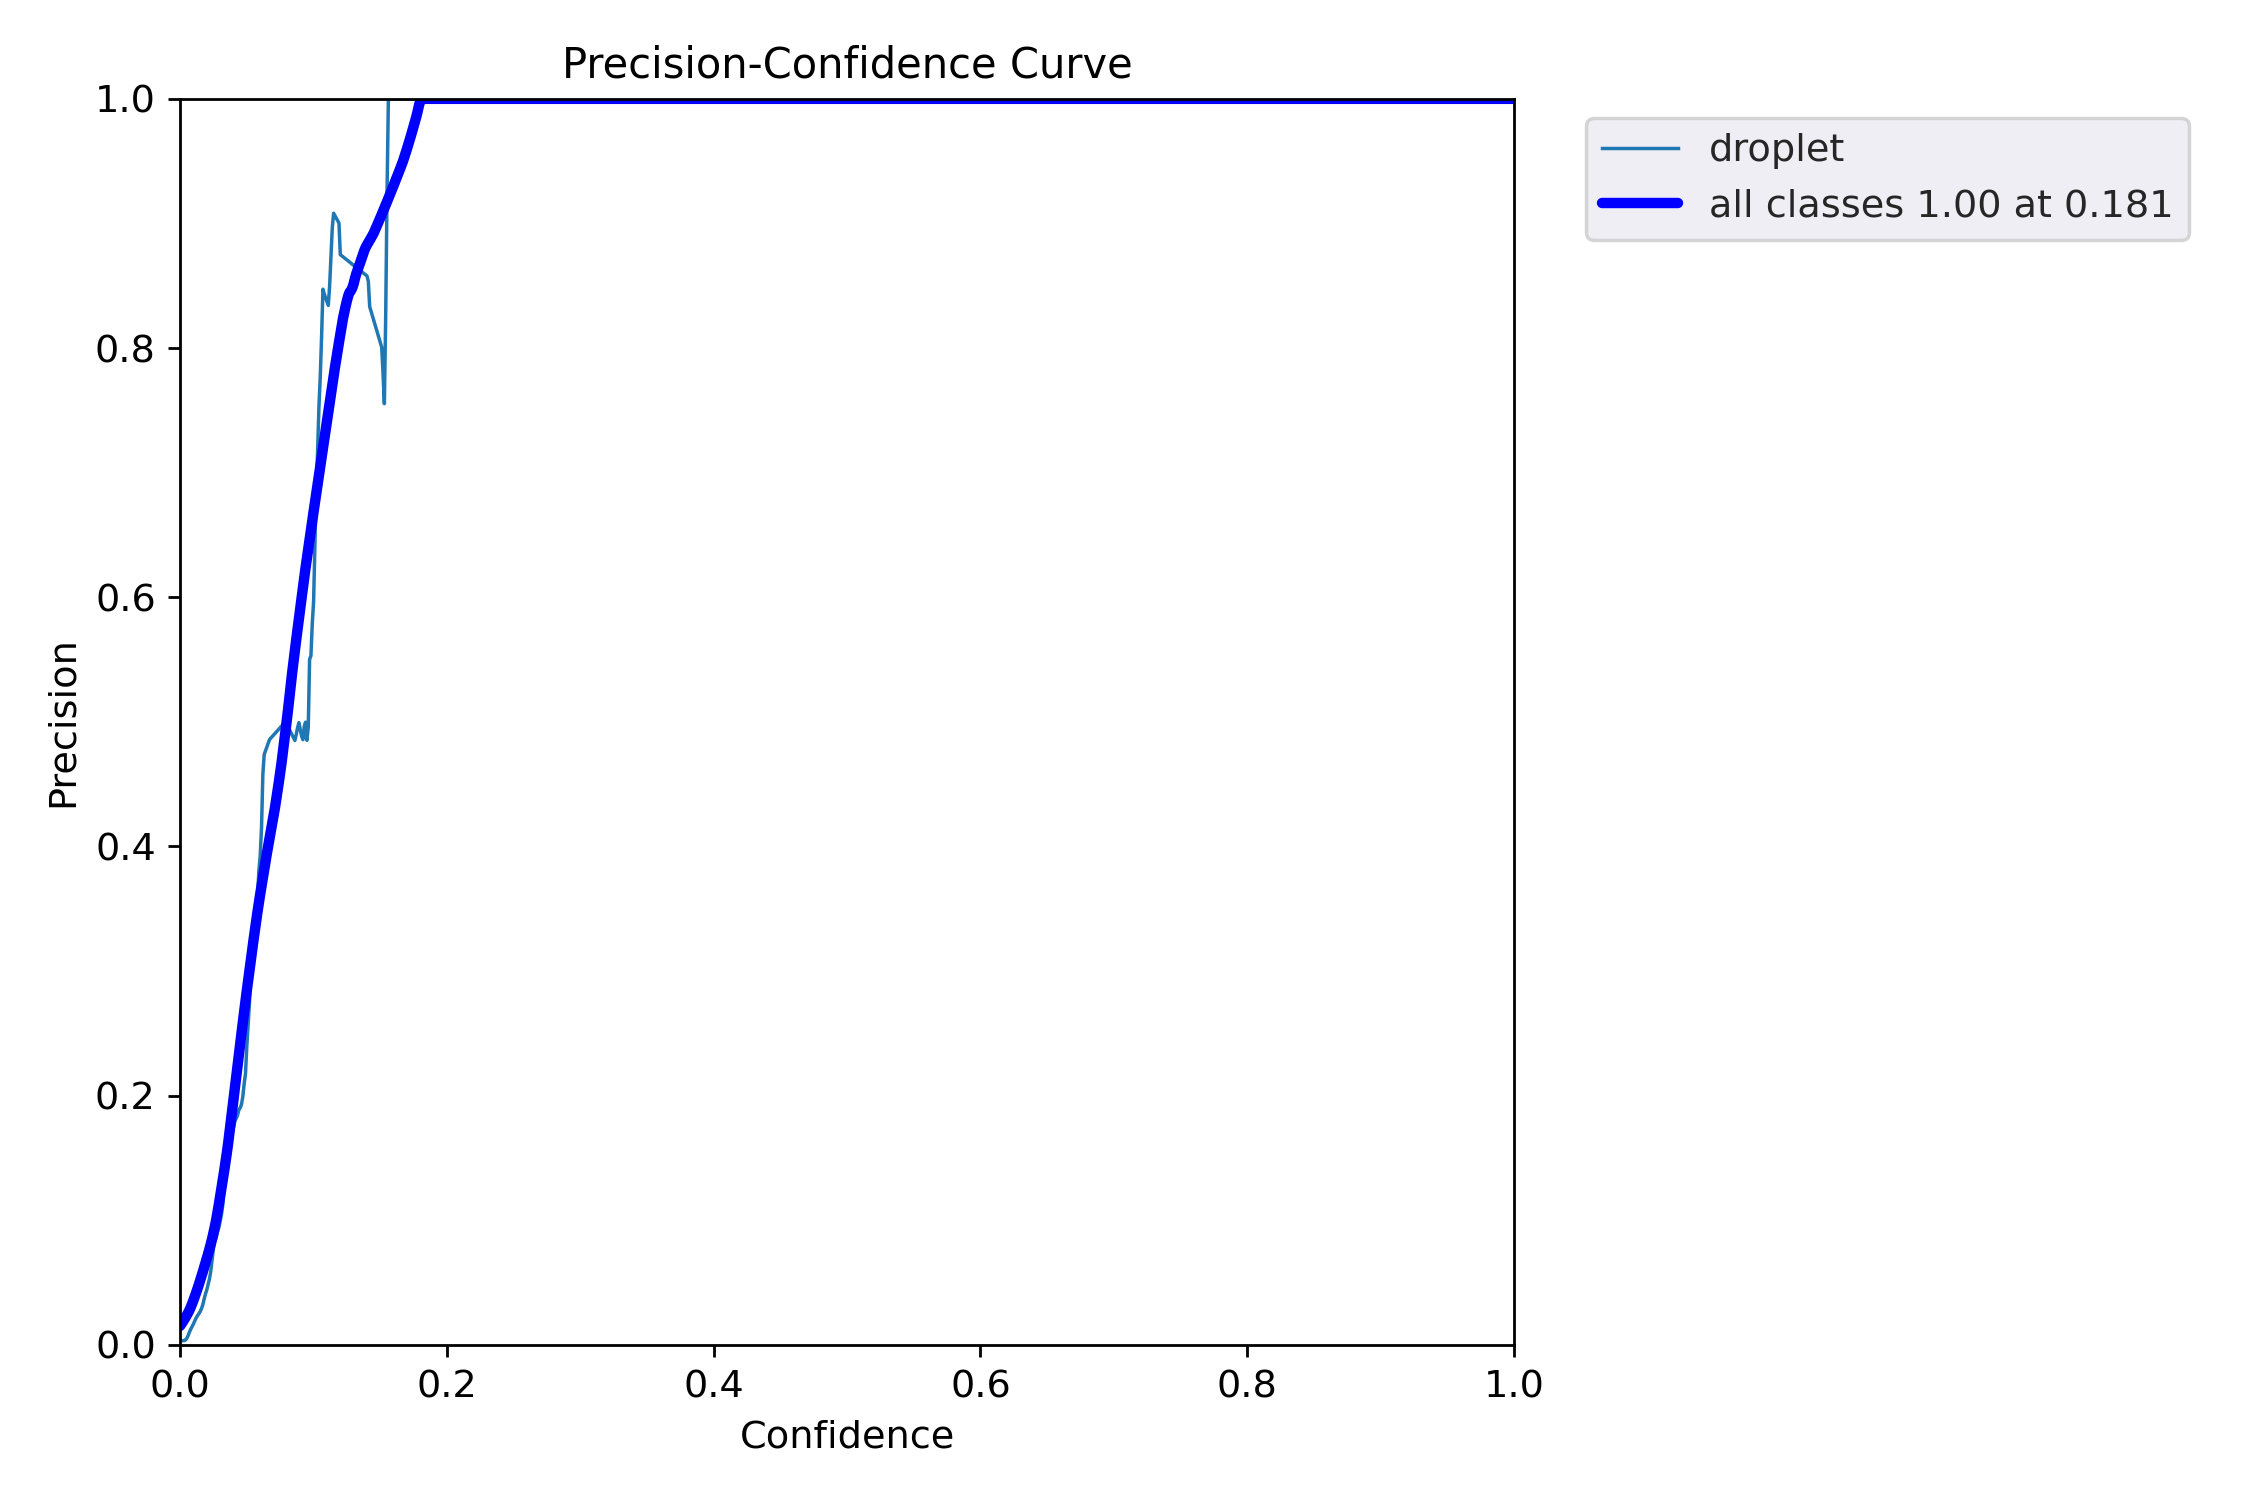 Precision-Confidence Curve
droplet
all classes 1.00 at 0.181
Precision
1.0
0.8
0.6
0.4
0.2
0.0
0.0 0.2 0.4 0.6 0.8 1.0
Confidence